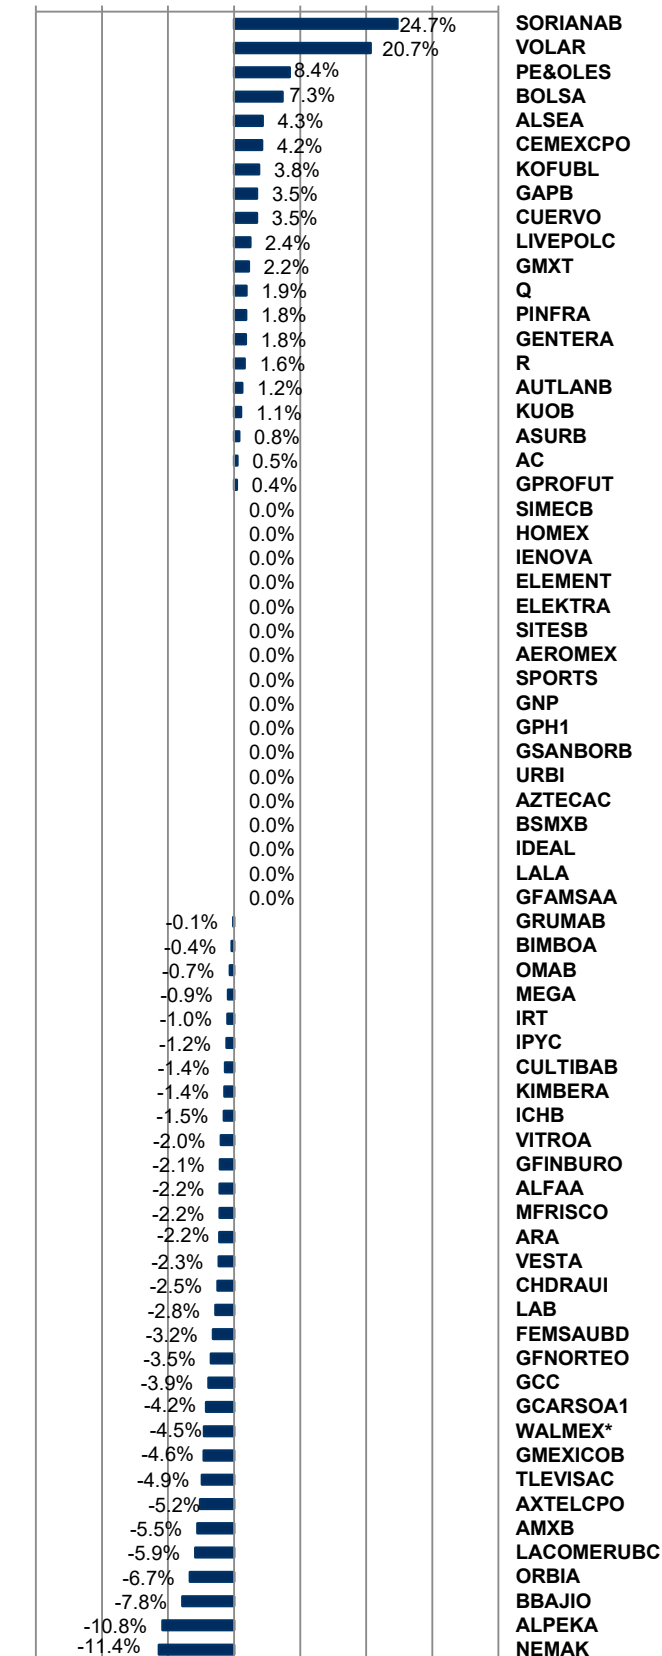 24.7% SORIANAB
20.7% VOLAR
8.4% PE&OLES
7.3% BOLSA
4.3% ALSEA
4.2% CEMEXCPO
3.8% KOFUBL
3.5% GAPB
3.5% CUERVO
2.4% LIVEPOLC
2.2% GMXT
1.9% Q
1.8% PINFRA
1.8% GENTERA
1.6% R
1.2% AUTLANB
1.1% KUOB
0.8% ASURB
0.5% AC
0.4% GPROFUT
0.0% SIMECB
0.0% HOMEX
0.0% IENOVA
0.0% ELEMENT
0.0% ELEKTRA
0.0% SITESB
0.0% AEROMEX
0.0% SPORTS
0.0% GNP
0.0% GPH1
0.0% GSANBORB
0.0% URBI
0.0% AZTECAC
0.0% BSMXB
0.0% IDEAL
0.0% LALA
0.0% GFAMSAA
-0.1% GRUMAB
-0.4% BIMBOA
-0.7% OMAB
-0.9% MEGA
-1.0% IRT
-1.2% IPYC
-1.4% CULTIBAB
-1.4% KIMBERA
-1.5% ICHB
-2.0% VITROA
-2.1% GFINBURO
-2.2% ALFAA
-2.2% MFRISCO
-2.2% ARA
-2.3% VESTA
-2.5% CHDRAUI
-2.8% LAB
-3.2% FEMSAUBD
-3.5% GFNORTEO
-3.9% GCC
-4.2% GCARSOA1
-4.5% WALMEX*
-4.6% GMEXICOB
-4.9% TLEVISAC
-5.2% AXTELCPO
-5.5% AMXB
-5.9% LACOMERUBC
-6.7% ORBIA
-7.8% BBAJIO
-10.8% ALPEKA
-11.4% NEMAK